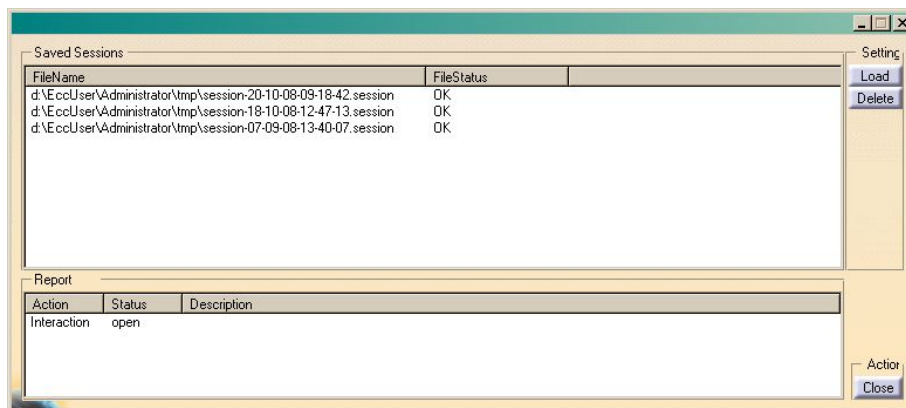 Saved Sessions
Setting
FileName FileStatus
Load
d:\EccUser\Administrator\tmp\session-20-10-08-09-18-42.session OK
Delete
d:\EccUser\Administrator\tmp\session-18-10-08-12-47-13.session OK
d:\EccUser\Administrator\tmp\session-07-09-08-13-40-07.session OK
Report
Action Status Description
Interaction open
Action
Close